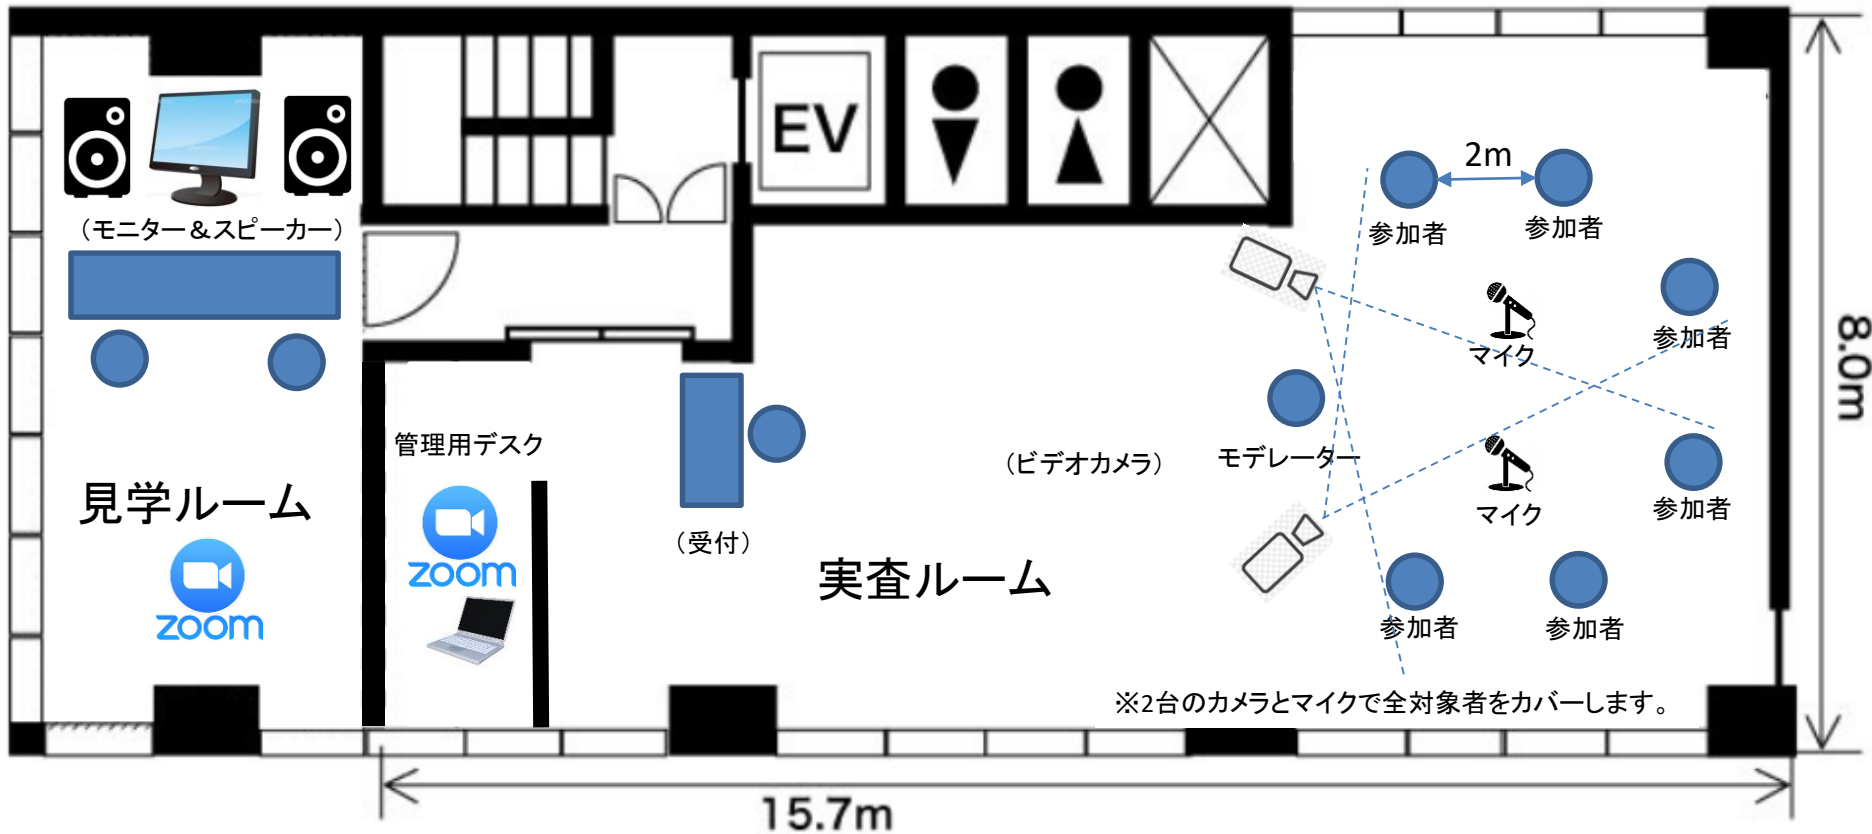 EV
2m
参加者
参加者
（モニター＆スピーカー）
参加者
マイク
8.0m
管理用デスク
（ビデオカメラ）
モデレーター
見学ルーム
参加者
マイク
（受付）
zoom
実査ルーム
zoom
参加者
参加者
※2台のカメラとマイクで全対象者をカバーします。
15.7m